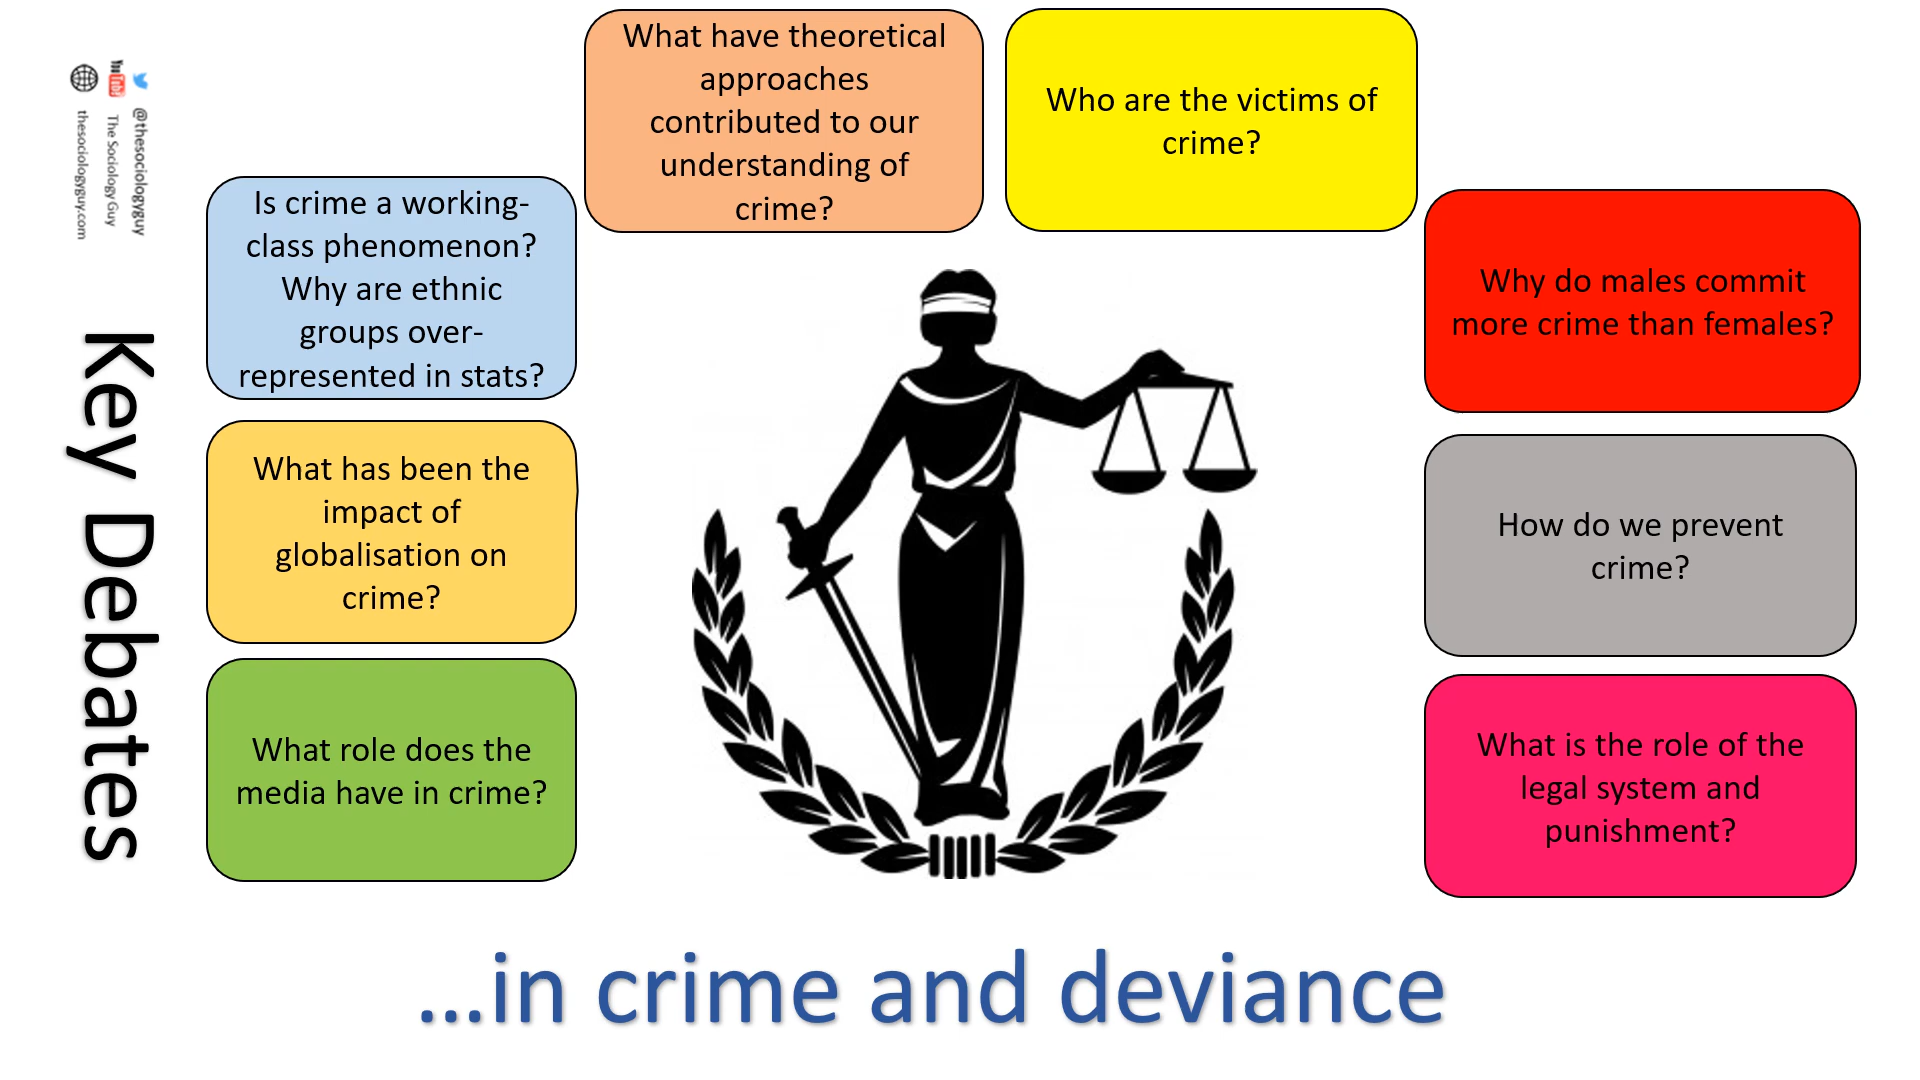 @thesociologyguy
YouTube The SociologyGuy
thesociologyguy.com
Key Debates
What have theoretical
approaches
contributed to our
understanding of
crime?
Who are the victims of
crime?
Is crime a working-
class phenomenon?
Why are ethnic
groups over-
represented in stats?
Why do males commit
more crime than females?
What has been the
impact of
globalisation on
crime?
How do we prevent
crime?
What role does the
media have in crime?
What is the role of the
legal system and
punishment?
...in crime and deviance